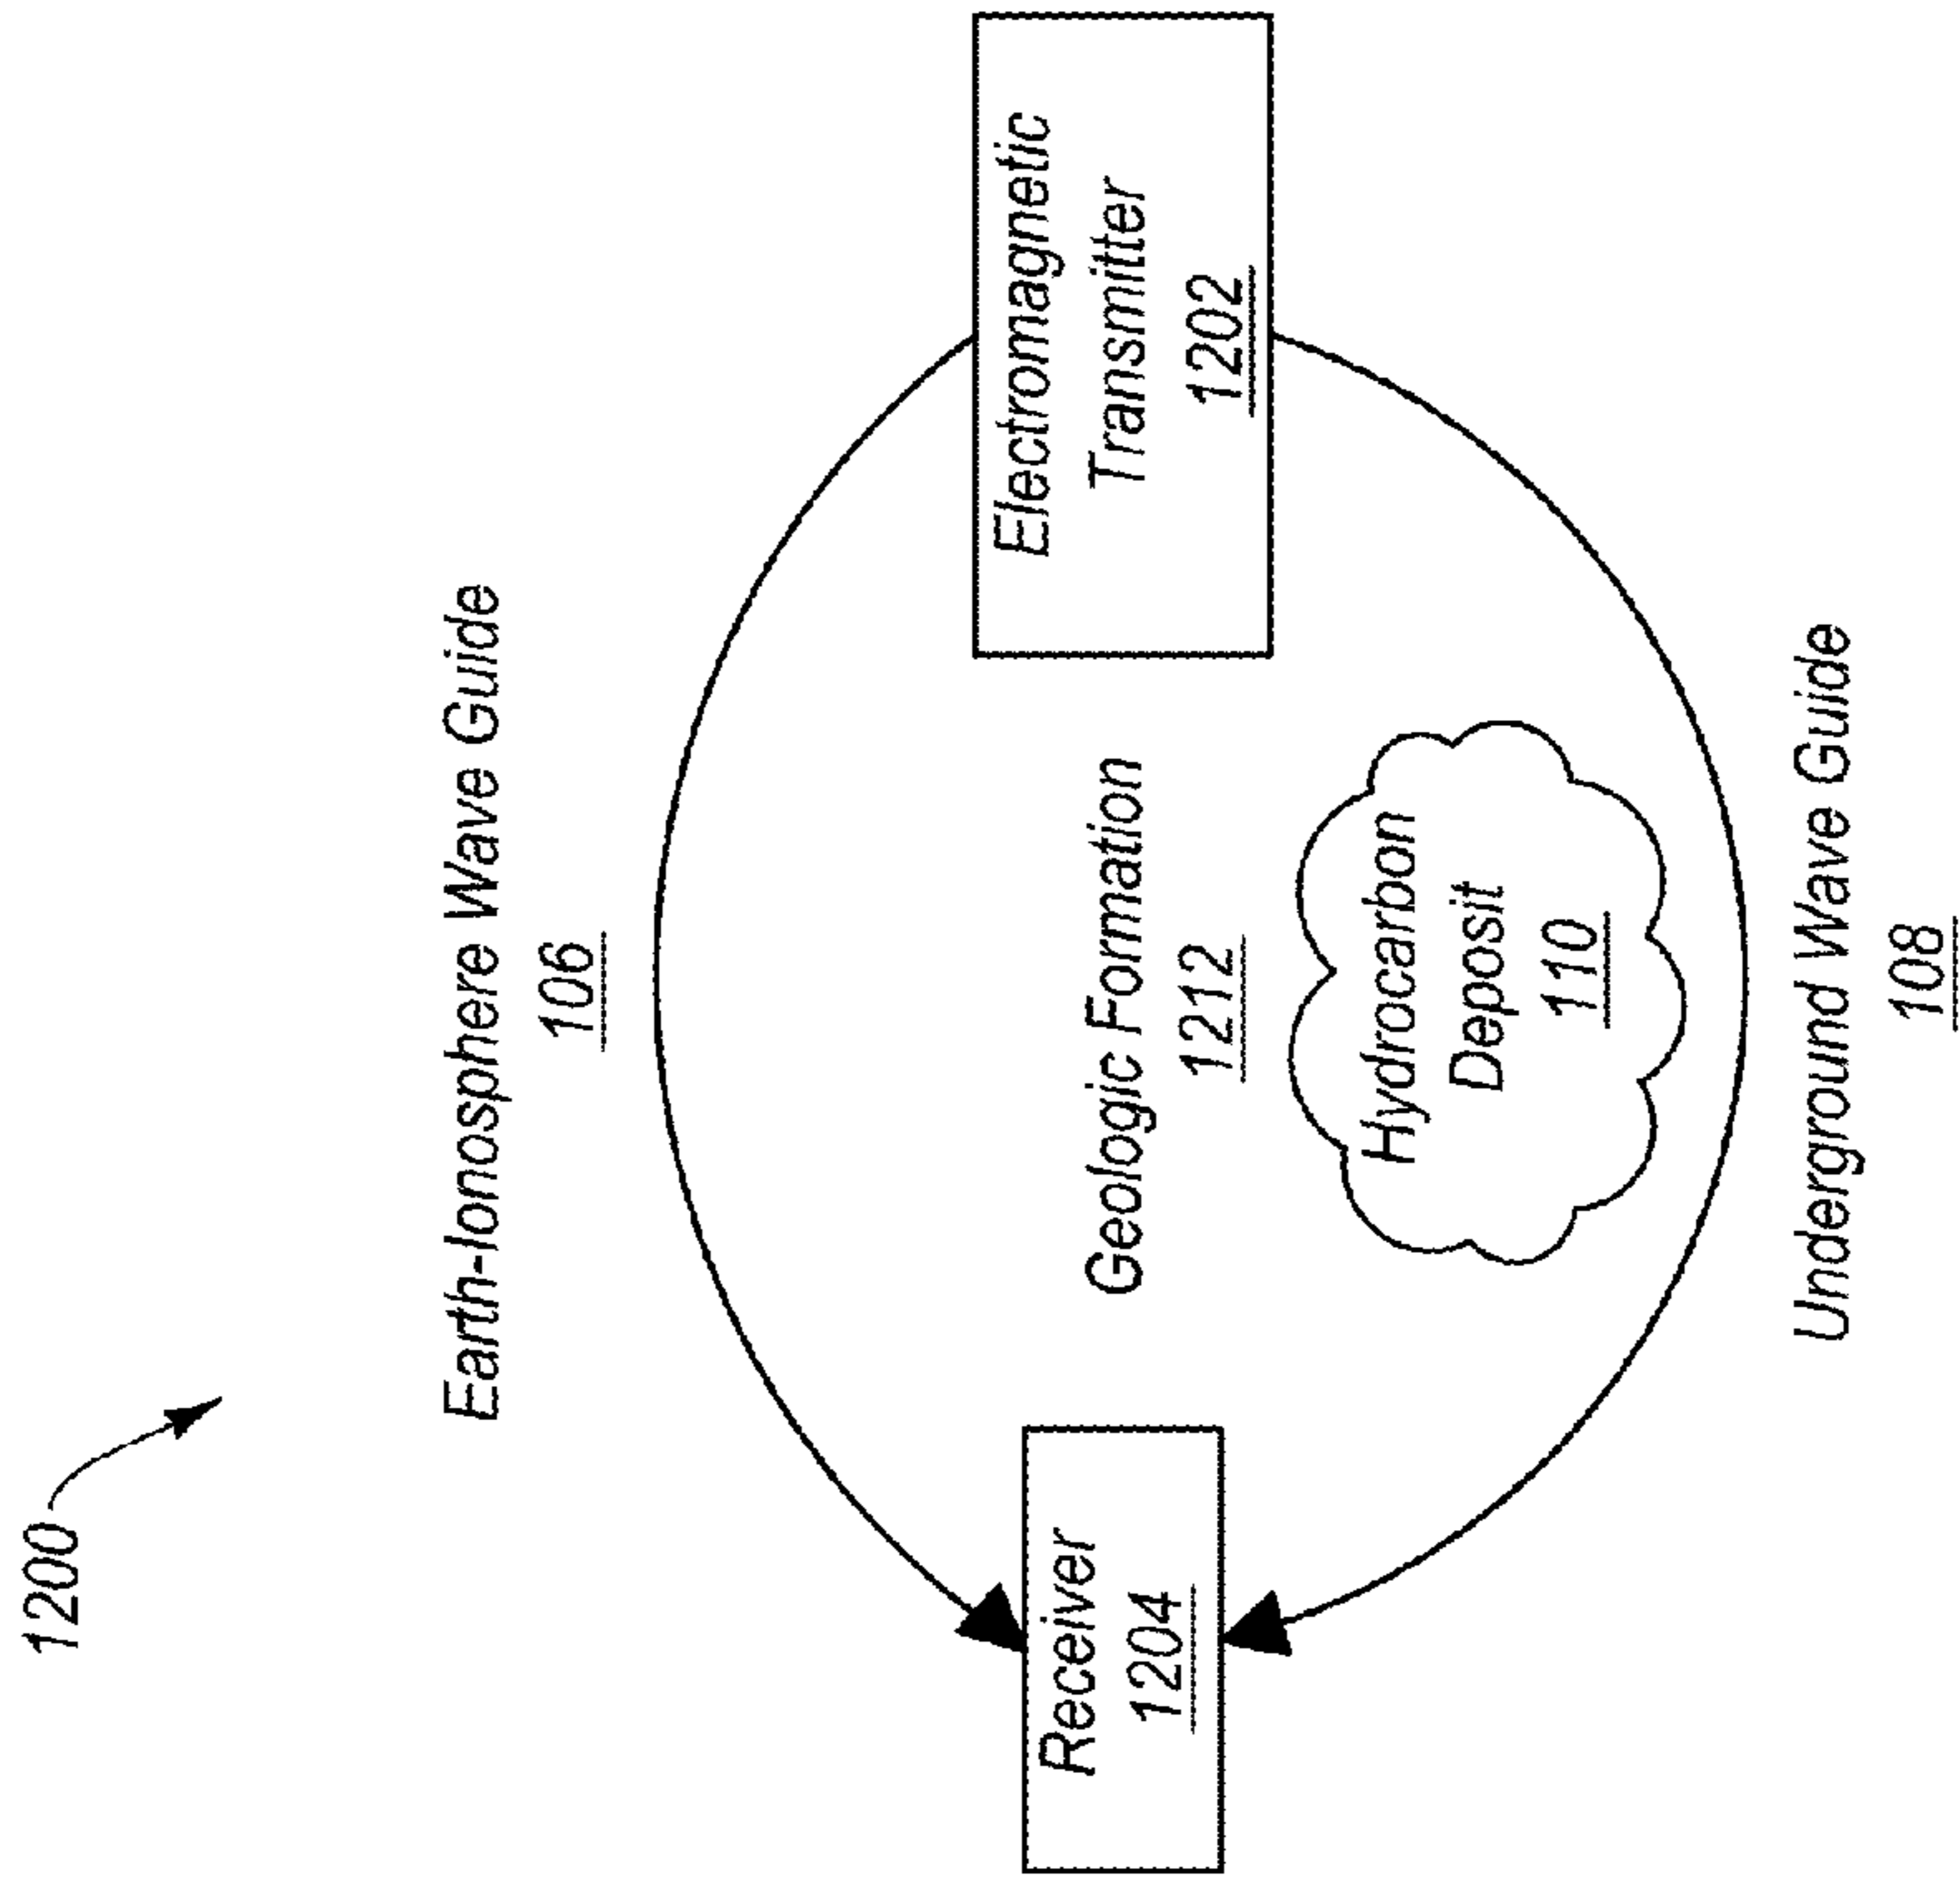 1200
Earth-Ionosphere Wave Guide
106
Receiver
1204
Geologic Formation
1212
Electromagnetic
Transmitter
1202
Hydrocarbon
Deposit
110
Underground Wave Guide
108